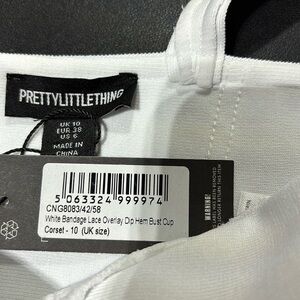 PRETTYLITTLETHING
UK 10
EUR 38
US 6
MADE IN
CHINA
5 063324 999974
CNG8083/42/58
White Bandage Lace Overlay Dip Hem Bust Cup
Corset - 10 (UK size)
WARNING!